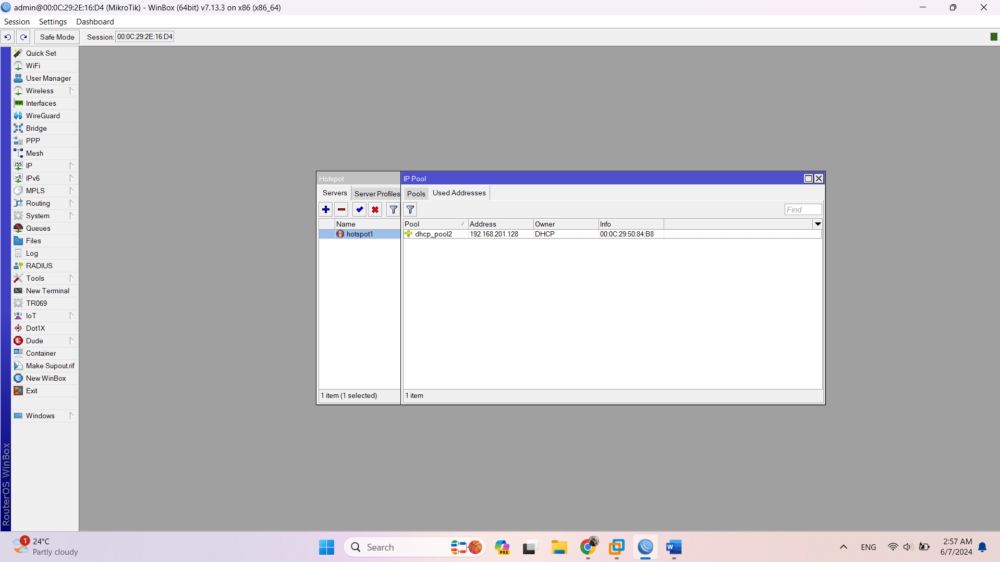 admin@00:0C:29:2E:16:D4 (MikroTik) - WinBox (64bit) v7.13.3 on x86 (x86_64)
Session Settings Dashboard
Safe Mode Session: 00:0C:29:2E:16:D4
Quick Set
WiFi
User Manager
Wireless
Interfaces
WireGuard
Bridge
PPP
Mesh
255 IP
v6 IPv6
MPLS
Routing
System
Queues
Files
Log
RADIUS
Tools
New Terminal
TR069
IoT
Dot1X
Dude
Container
Make Supout.rif
New WinBox
Exit
Windows
RouterOS WinBox
Hotspot
Servers Server Profiles
Name
hotspot1
1 item (1 selected)
IP Pool
Pools Used Addresses
Find
Pool Address Owner Info
dhcp_pool2 192.168.201.128 DHCP 00:0C:29:50:84:B8
1 item
1 24°C
Partly cloudy
Search
PRE
W
ENG
2:57 AM
6/7/2024